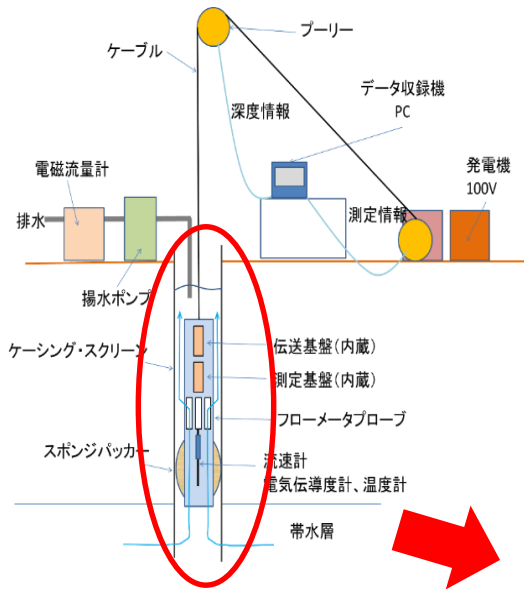 プーリー
ケーブル
データ収録機
PC
深度情報
発電機
100V
電磁流量計
排水
測定情報
揚水ポンプ
ケーシング・スクリーン
伝送基盤(内蔵)
測定基盤(内蔵)
フローメータプローブ
スポンジパッカー
流速計
電気伝導度計、温度計
帯水層